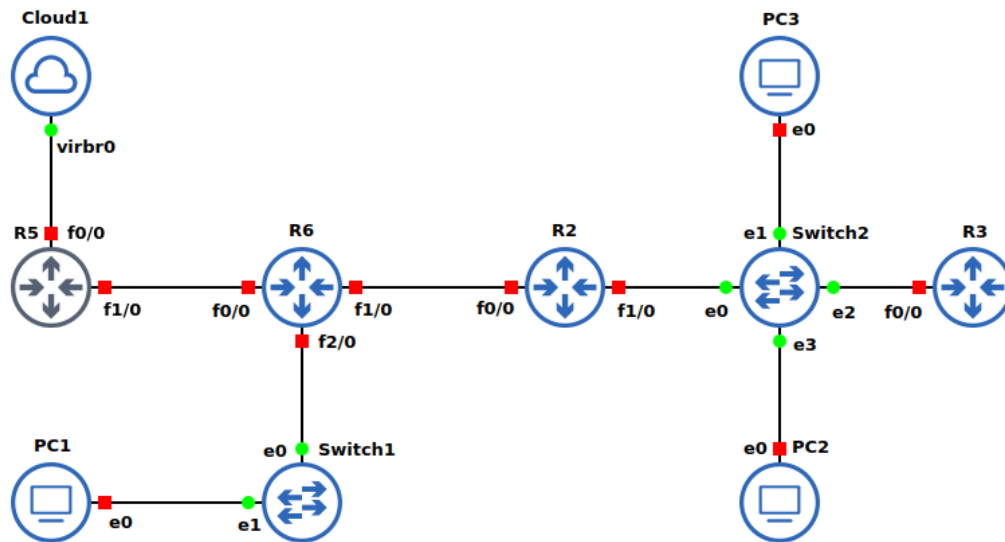 Cloud1
PC3
virbr0
e0
R5
f0/0
R6
R2
e1
Switch2
R3
f1/0
f0/0
f1/0
f0/0
f1/0
e0
e2
f0/0
f2/0
e3
PC1
e0
Switch1
e0
PC2
e0
e1